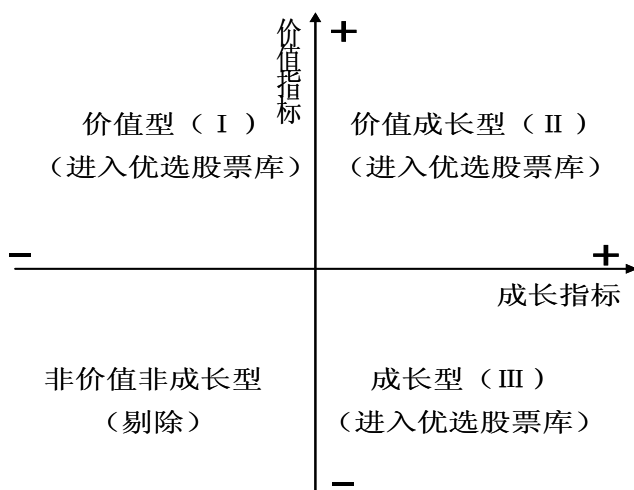 价值指标
+
价值型（Ⅰ）
（进入优选股票库）
价值成长型（Ⅱ）
（进入优选股票库）
－
+
成长指标
非价值非成长型
（剔除）
成长型（Ⅲ）
（进入优选股票库）
－